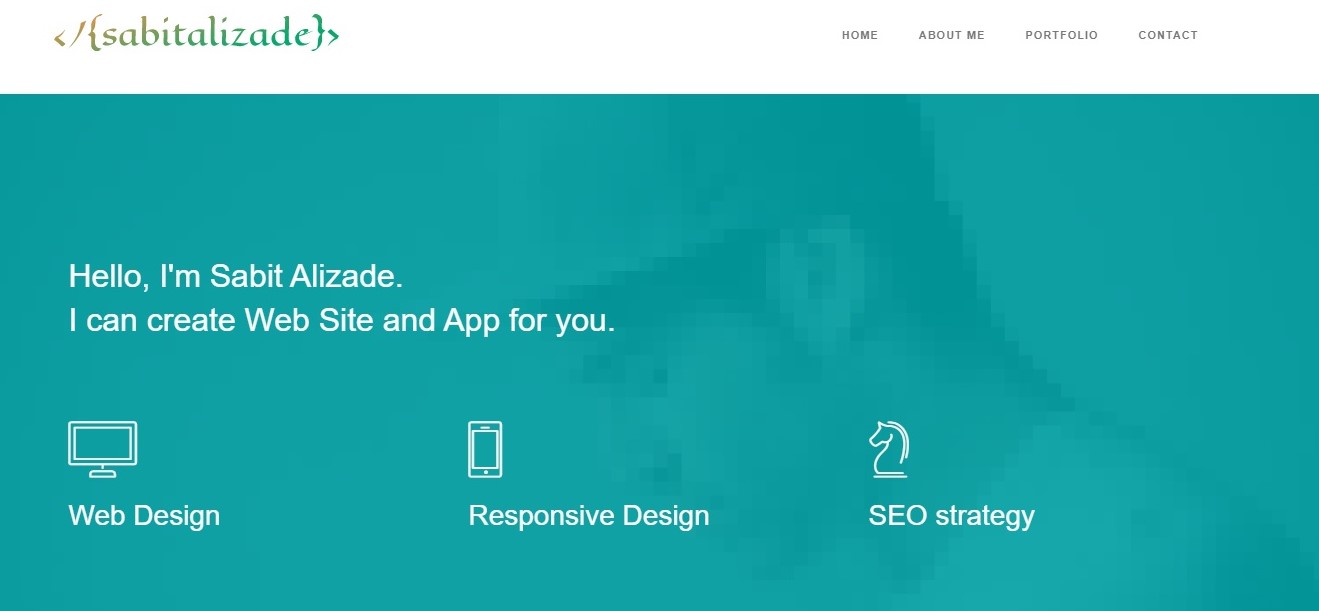 </{sabitalizade}>
HOME ABOUT ME PORTFOLIO CONTACT
Hello, I'm Sabit Alizade.
I can create Web Site and App for you.
Web Design
Responsive Design
SEO strategy